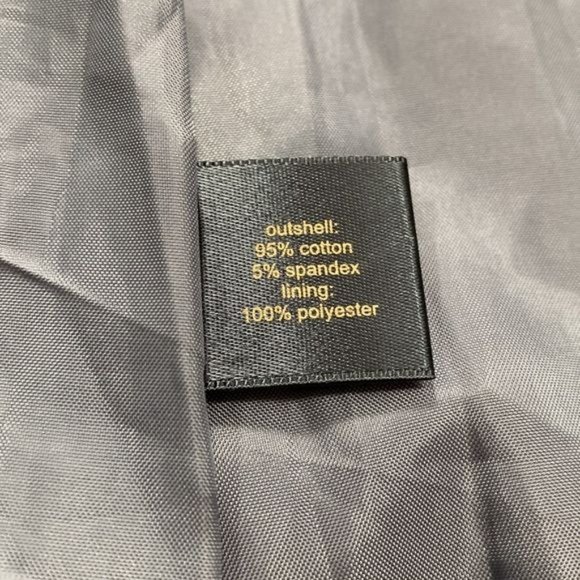 outshell:
95% cotton
5% spandex
lining:
100% polyester